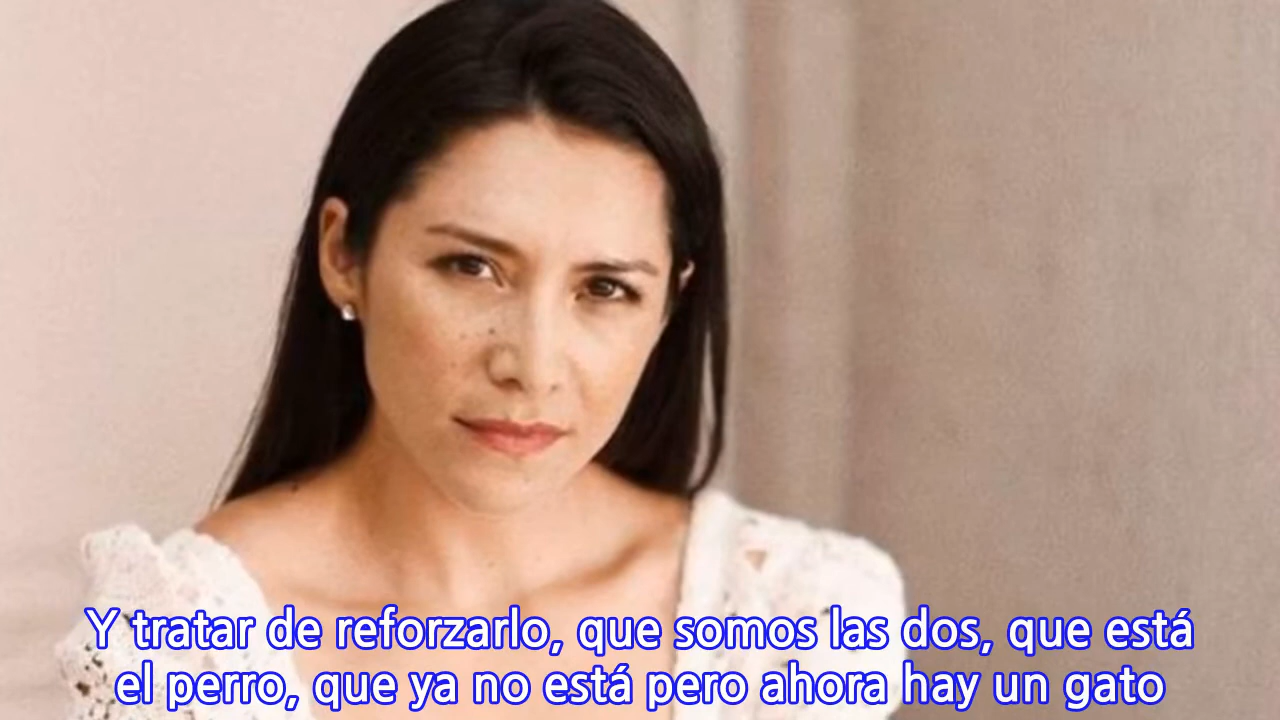 Y tratar de reforzarlo, que somos las dos, que está
el perro, que ya no está pero ahora hay un gato